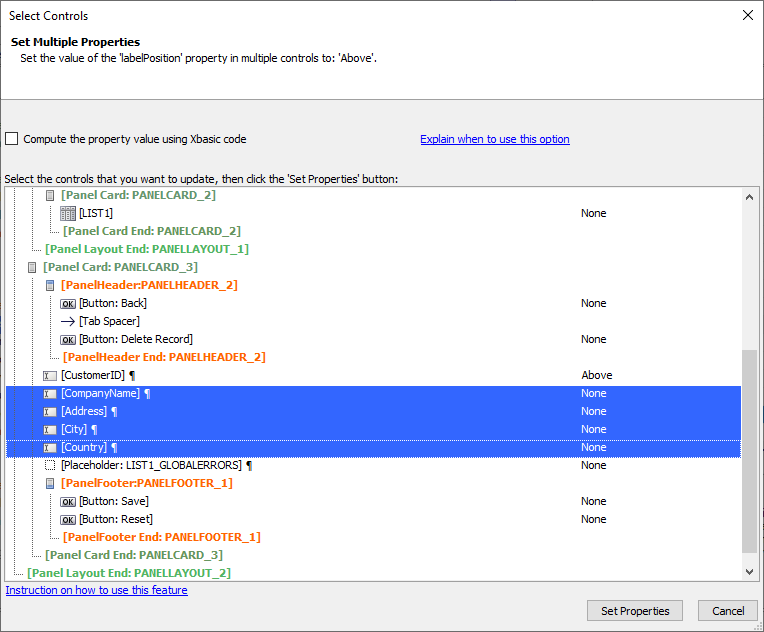 Select Controls
Set Multiple Properties
Set the value of the 'labelPosition' property in multiple controls to: 'Above'.
Compute the property value using Xbasic code Explain when to use this option
Select the controls that you want to update, then click the 'Set Properties' button:
[Panel Card: PANELCARD_2]
[LIST1] None
[Panel Card End: PANELCARD_2]
[Panel Layout End: PANELLAYOUT_1]
[Panel Card: PANELCARD_3]
[PanelHeader:PANELHEADER_2]
OK [Button: Back] None
[Tab Spacer]
OK [Button: Delete Record] None
[PanelHeader End: PANELHEADER_2]
[CustomerID] ¶ Above
[CompanyName] ¶ None
[Address] ¶ None
[City] ¶ None
[Country] ¶ None
[Placeholder: LIST1_GLOBALERRORS] ¶ None
[PanelFooter:PANELFOOTER_1]
OK [Button: Save] None
OK [Button: Reset] None
[PanelFooter End: PANELFOOTER_1]
[Panel Card End: PANELCARD_3]
[Panel Layout End: PANELLAYOUT_2]
Instruction on how to use this feature
Set Properties Cancel